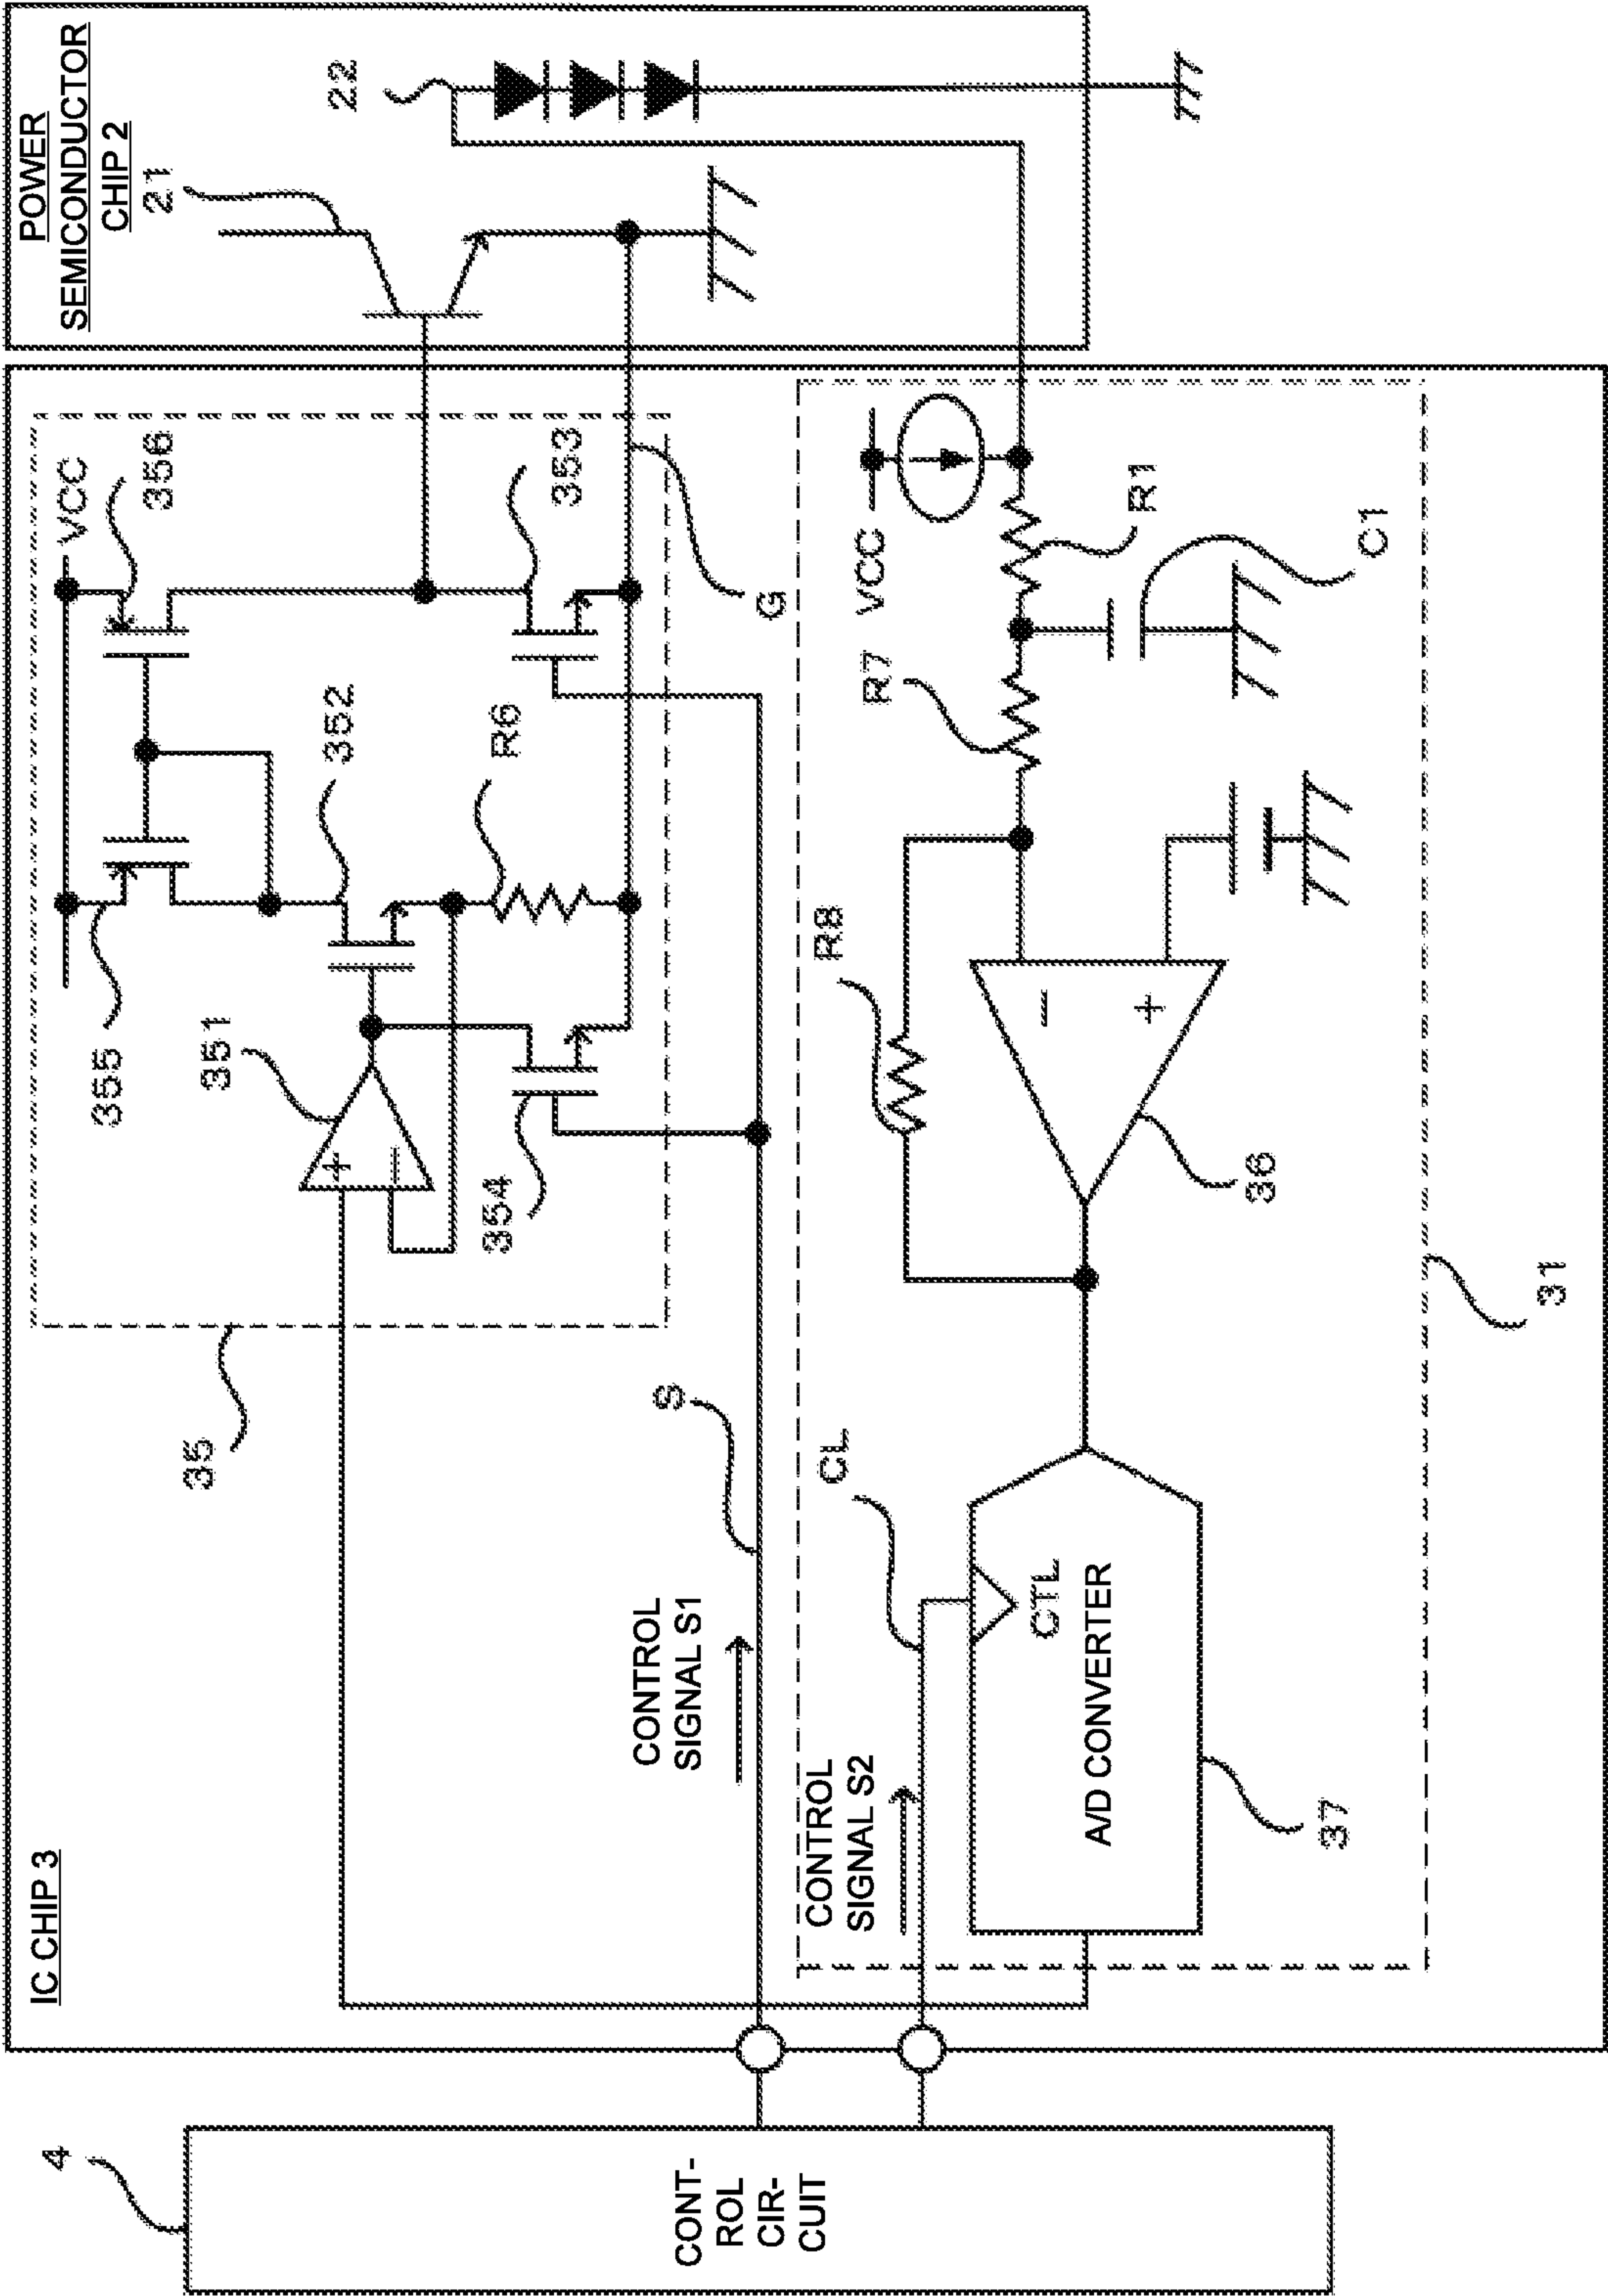 POWER
SEMICONDUCTOR
CHIP 2
21
22
IC CHIP 3
35
351
355
VCC
356
352
R6
353
354
G
S
CONTROL
SIGNAL S1
CONTROL
SIGNAL S2
CL
CTL
A/D CONVERTER
37
R8
−
+
36
R7
VCC
R1
C1
31
+
−
4
CONT-
ROL
CIR-
CUIT